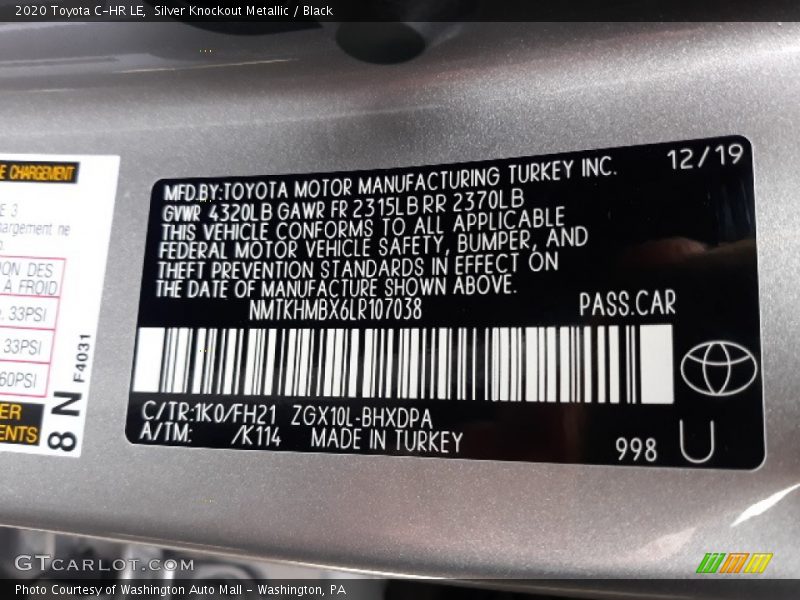 2020 Toyota C-HR LE, Silver Knockout Metallic / Black
12/19
MFD.BY:TOYOTA MOTOR MANUFACTURING TURKEY INC.
GVWR 4320LB GAWR FR 2315LB RR 2370LB
THIS VEHICLE CONFORMS TO ALL APPLICABLE
FEDERAL MOTOR VEHICLE SAFETY, BUMPER, AND
THEFT PREVENTION STANDARDS IN EFFECT ON
THE DATE OF MANUFACTURE SHOWN ABOVE.
NMTKHMBX6LR107038 PASS.CAR
C/TR:1K0/FH21 ZGX10L-BHXDPA
A/TM: /K114 MADE IN TURKEY
998 U
E CHARGEMENT
E 3
argement ne
ION DES
À FROID
33PSI
33PSI
60PSI
ER
ENTS
8 N F4031
GTCARLOT.COM
Photo Courtesy of Washington Auto Mall - Washington, PA